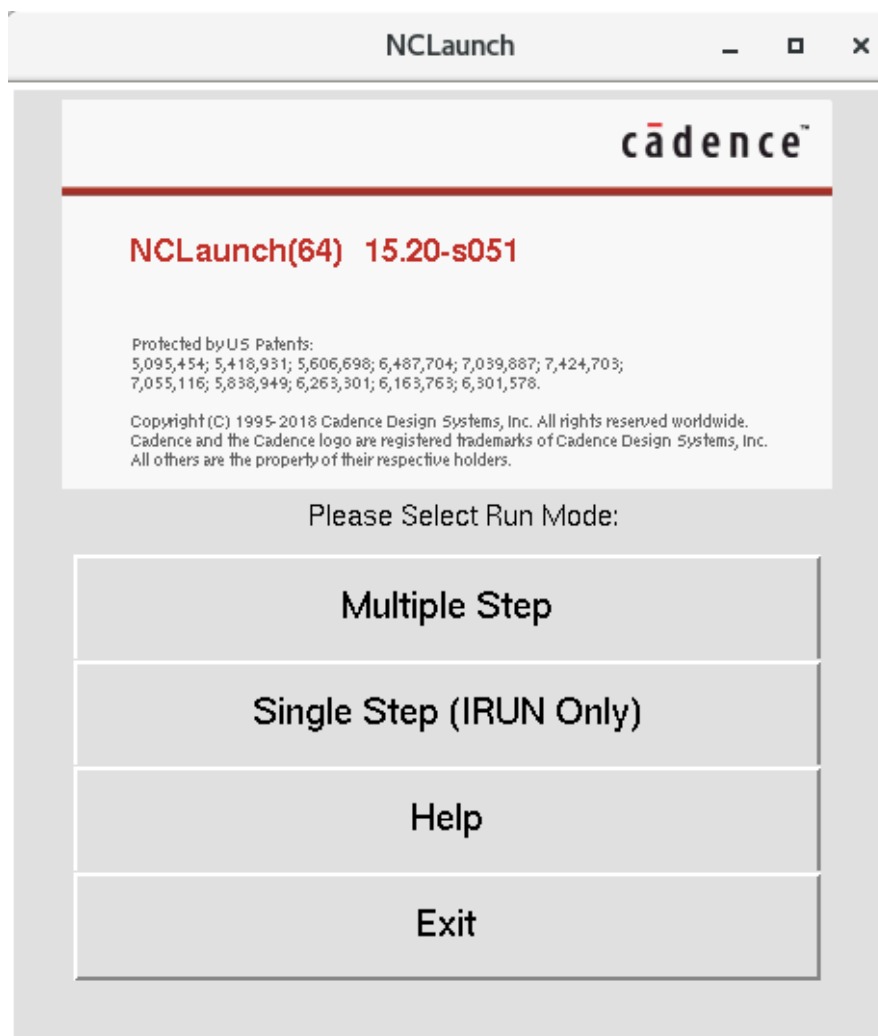 NCLaunch
cādence™
NCLaunch(64) 15.20-s051
Protected by US Patents:
5,095,454; 5,418,931; 5,606,698; 6,487,704; 7,039,887; 7,424,703;
7,055,116; 5,838,949; 6,263,301; 6,163,763; 6,301,578.
Copyright (C) 1995-2018 Cadence Design Systems, Inc. All rights reserved worldwide.
Cadence and the Cadence logo are registered trademarks of Cadence Design Systems, Inc.
All others are the property of their respective holders.
Please Select Run Mode:
Multiple Step
Single Step (IRUN Only)
Help
Exit